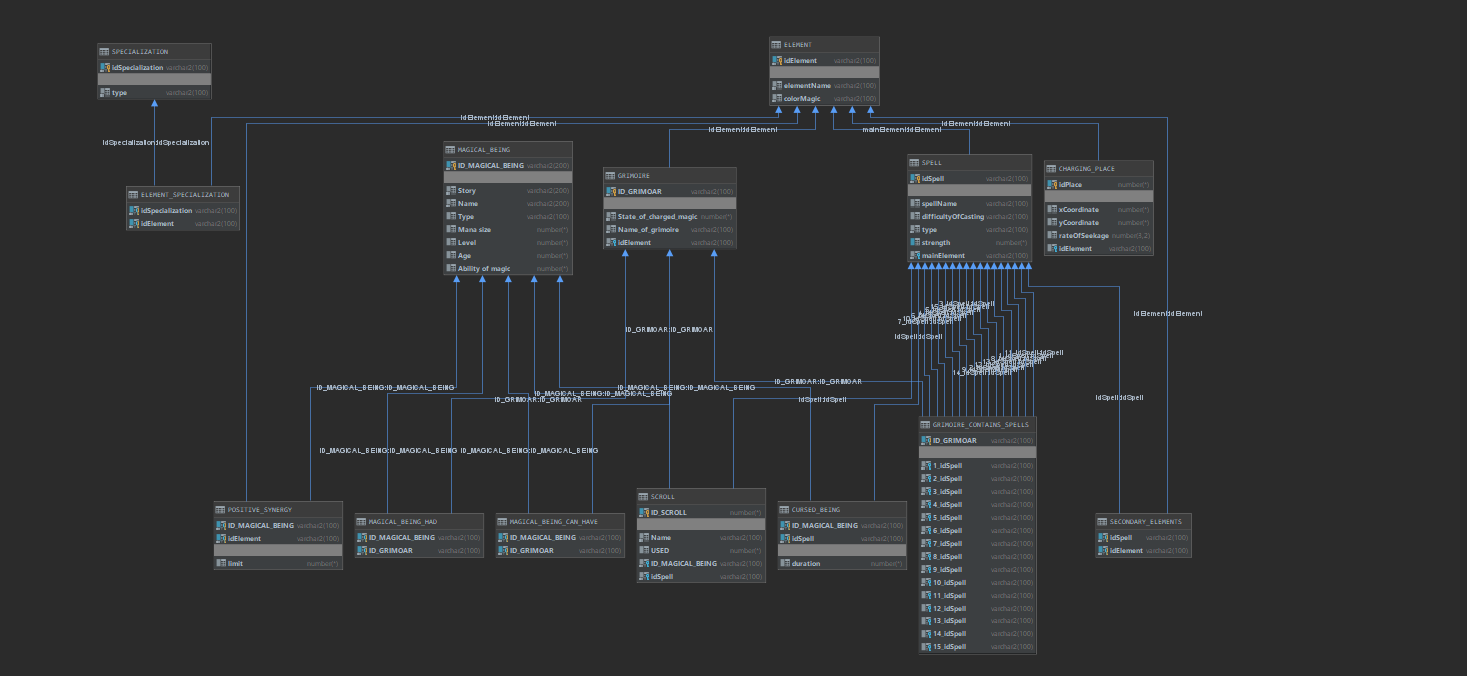 SPECIALIZATION
idSpecialization varchar2(100)
type varchar2(100)
ELEMENT
idElement varchar2(100)
elementName varchar2(100)
colorMagic varchar2(100)
idElement:idElement
idElement:idElement
idElement:idElement
mainElement:idElement
idElement:idElement
idSpecialization:idSpecialization
MAGICAL_BEING
ID_MAGICAL_BEING varchar2(200)
Story varchar2(200)
Name varchar2(200)
Type varchar2(200)
Mana size number(*)
Level number(*)
Age number(*)
Ability of magic number(*)
GRIMOIRE
ID_GRIMOAR varchar2(100)
State_of_charged_magic number(*)
Name_of_grimoire varchar2(100)
idElement varchar2(100)
SPELL
idSpell varchar2(100)
spellName varchar2(100)
difficultyOfCasting varchar2(100)
type varchar2(100)
strength number(*)
mainElement varchar2(100)
CHARGING_PLACE
idPlace number(*)
xCoordinate number(*)
yCoordinate number(*)
rateOfSeekage number(3,2)
idElement varchar2(100)
ELEMENT_SPECIALIZATION
idSpecialization varchar2(100)
idElement varchar2(100)
7_idSpell:idSpell
idSpell:idSpell
idElement:idElement
ID_GRIMOAR:ID_GRIMOAR
14_idSpell:idSpell
ID_GRIMOAR:ID_GRIMOAR
ID_MAGICAL_BEING:ID_MAGICAL_BEING
ID_MAGICAL_BEING:ID_MAGICAL_BEING
ID_MAGICAL_BEING:ID_MAGICAL_BEING
ID_GRIMOAR:ID_GRIMOAR
idSpell:idSpell
idSpell:idSpell
ID_MAGICAL_BEING:ID_MAGICAL_BEING
ID_MAGICAL_BEING:ID_MAGICAL_BEING
GRIMOIRE_CONTAINS_SPELLS
ID_GRIMOAR varchar2(100)
1_idSpell varchar2(100)
2_idSpell varchar2(100)
3_idSpell varchar2(100)
4_idSpell varchar2(100)
5_idSpell varchar2(100)
6_idSpell varchar2(100)
7_idSpell varchar2(100)
8_idSpell varchar2(100)
9_idSpell varchar2(100)
10_idSpell varchar2(100)
11_idSpell varchar2(100)
12_idSpell varchar2(100)
13_idSpell varchar2(100)
14_idSpell varchar2(100)
15_idSpell varchar2(100)
POSITIVE_SYNERGY
ID_MAGICAL_BEING varchar2(100)
idElement varchar2(100)
limit number(*)
MAGICAL_BEING_HAD
ID_MAGICAL_BEING varchar2(100)
ID_GRIMOAR varchar2(100)
MAGICAL_BEING_CAN_HAVE
ID_MAGICAL_BEING varchar2(100)
ID_GRIMOAR varchar2(100)
SCROLL
ID_SCROLL number(*)
Name varchar2(100)
USED number(*)
ID_MAGICAL_BEING varchar2(100)
idSpell varchar2(100)
CURSED_BEING
ID_MAGICAL_BEING varchar2(100)
idSpell varchar2(100)
duration number(*)
SECONDARY_ELEMENTS
idSpell varchar2(100)
idElement varchar2(100)